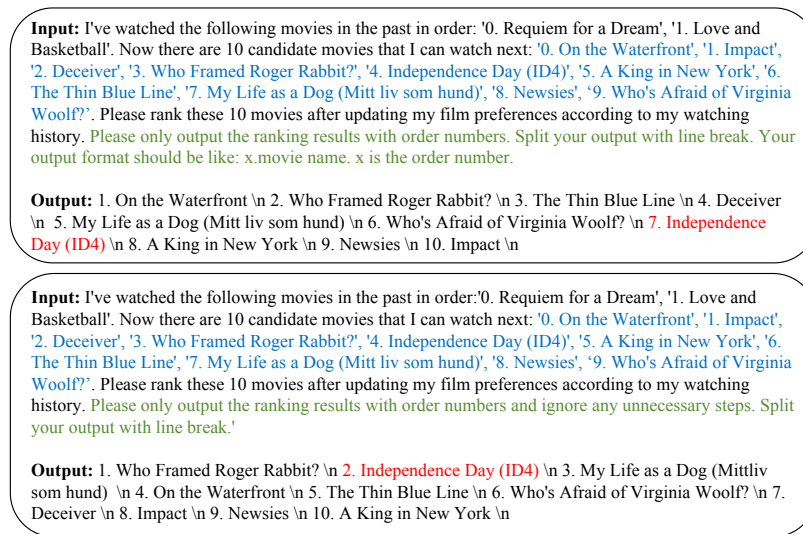 Input: I've watched the following movies in the past in order: '0. Requiem for a Dream', '1. Love and
Basketball'. Now there are 10 candidate movies that I can watch next: '0. On the Waterfront', '1. Impact',
'2. Deceiver', '3. Who Framed Roger Rabbit?', '4. Independence Day (ID4)', '5. A King in New York', '6.
The Thin Blue Line', '7. My Life as a Dog (Mitt liv som hund)', '8. Newsies', ‘9. Who's Afraid of Virginia
Woolf?’. Please rank these 10 movies after updating my film preferences according to my watching
history. Please only output the ranking results with order numbers. Split your output with line break. Your
output format should be like: x.movie name. x is the order number.
Output: 1. On the Waterfront \n 2. Who Framed Roger Rabbit? \n 3. The Thin Blue Line \n 4. Deceiver
\n 5. My Life as a Dog (Mitt liv som hund) \n 6. Who's Afraid of Virginia Woolf? \n 7. Independence
Day (ID4) \n 8. A King in New York \n 9. Newsies \n 10. Impact \n
Input: I've watched the following movies in the past in order:'0. Requiem for a Dream', '1. Love and
Basketball'. Now there are 10 candidate movies that I can watch next: '0. On the Waterfront', '1. Impact',
'2. Deceiver', '3. Who Framed Roger Rabbit?', '4. Independence Day (ID4)', '5. A King in New York', '6.
The Thin Blue Line', '7. My Life as a Dog (Mitt liv som hund)', '8. Newsies', ‘9. Who's Afraid of Virginia
Woolf?’. Please rank these 10 movies after updating my film preferences according to my watching
history. Please only output the ranking results with order numbers and ignore any unnecessary steps. Split
your output with line break.'
Output: 1. Who Framed Roger Rabbit? \n 2. Independence Day (ID4) \n 3. My Life as a Dog (Mittliv
som hund) \n 4. On the Waterfront \n 5. The Thin Blue Line \n 6. Who's Afraid of Virginia Woolf? \n 7.
Deceiver \n 8. Impact \n 9. Newsies \n 10. A King in New York \n